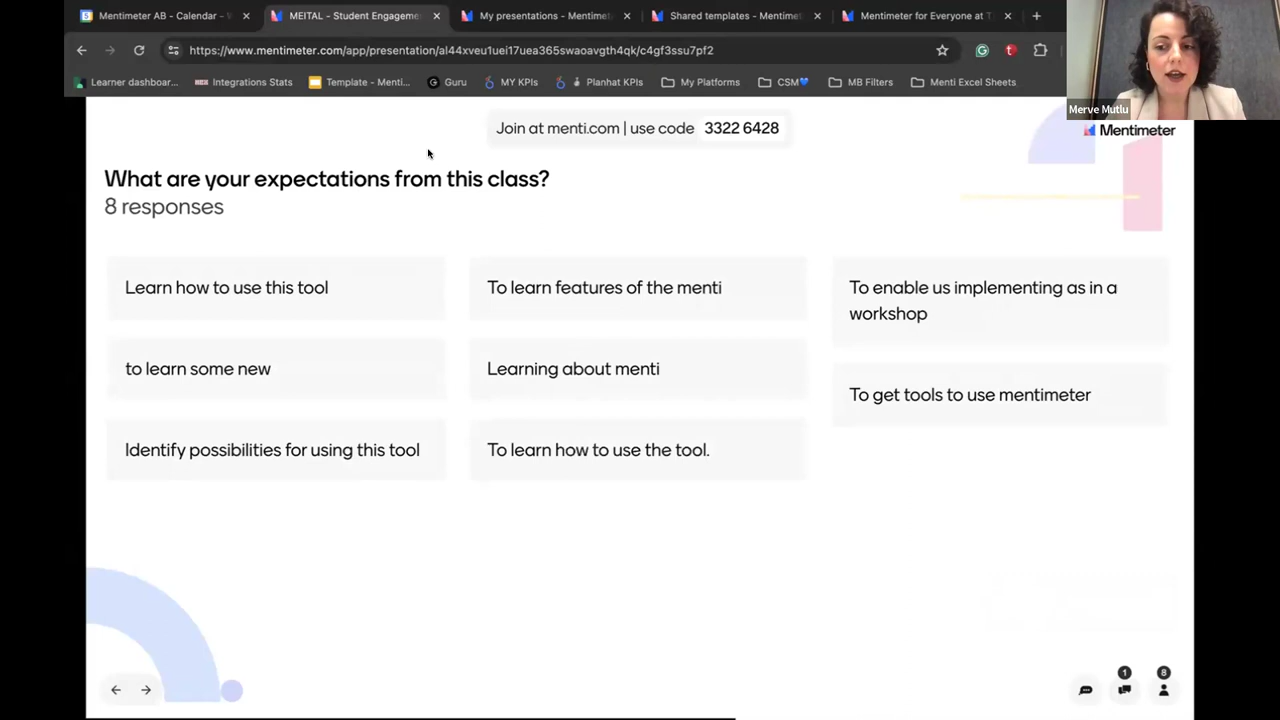 Mentimeter AB - Calendar - W
MEITAL - Student Engageme
My presentations - Mentimet
Shared templates - Mentimet
Mentimeter for Everyone at T
https://www.mentimeter.com/app/presentation/al44xveu1uei17uea365swaoavgth4qk/c4gf3ssu7pf2
Learner dashboar...
Integrations Stats
Template - Menti...
Guru
MY KPIs
Planhat KPIs
My Platforms
CSM
MB Filters
Menti Excel Sheets
Merve Mutlu
Join at menti.com | use code 3322 6428
Mentimeter
What are your expectations from this class?
8 responses
Learn how to use this tool
to learn some new
Identify possibilities for using this tool
To learn features of the menti
Learning about menti
To learn how to use the tool.
To enable us implementing as in a
workshop
To get tools to use mentimeter
1
8